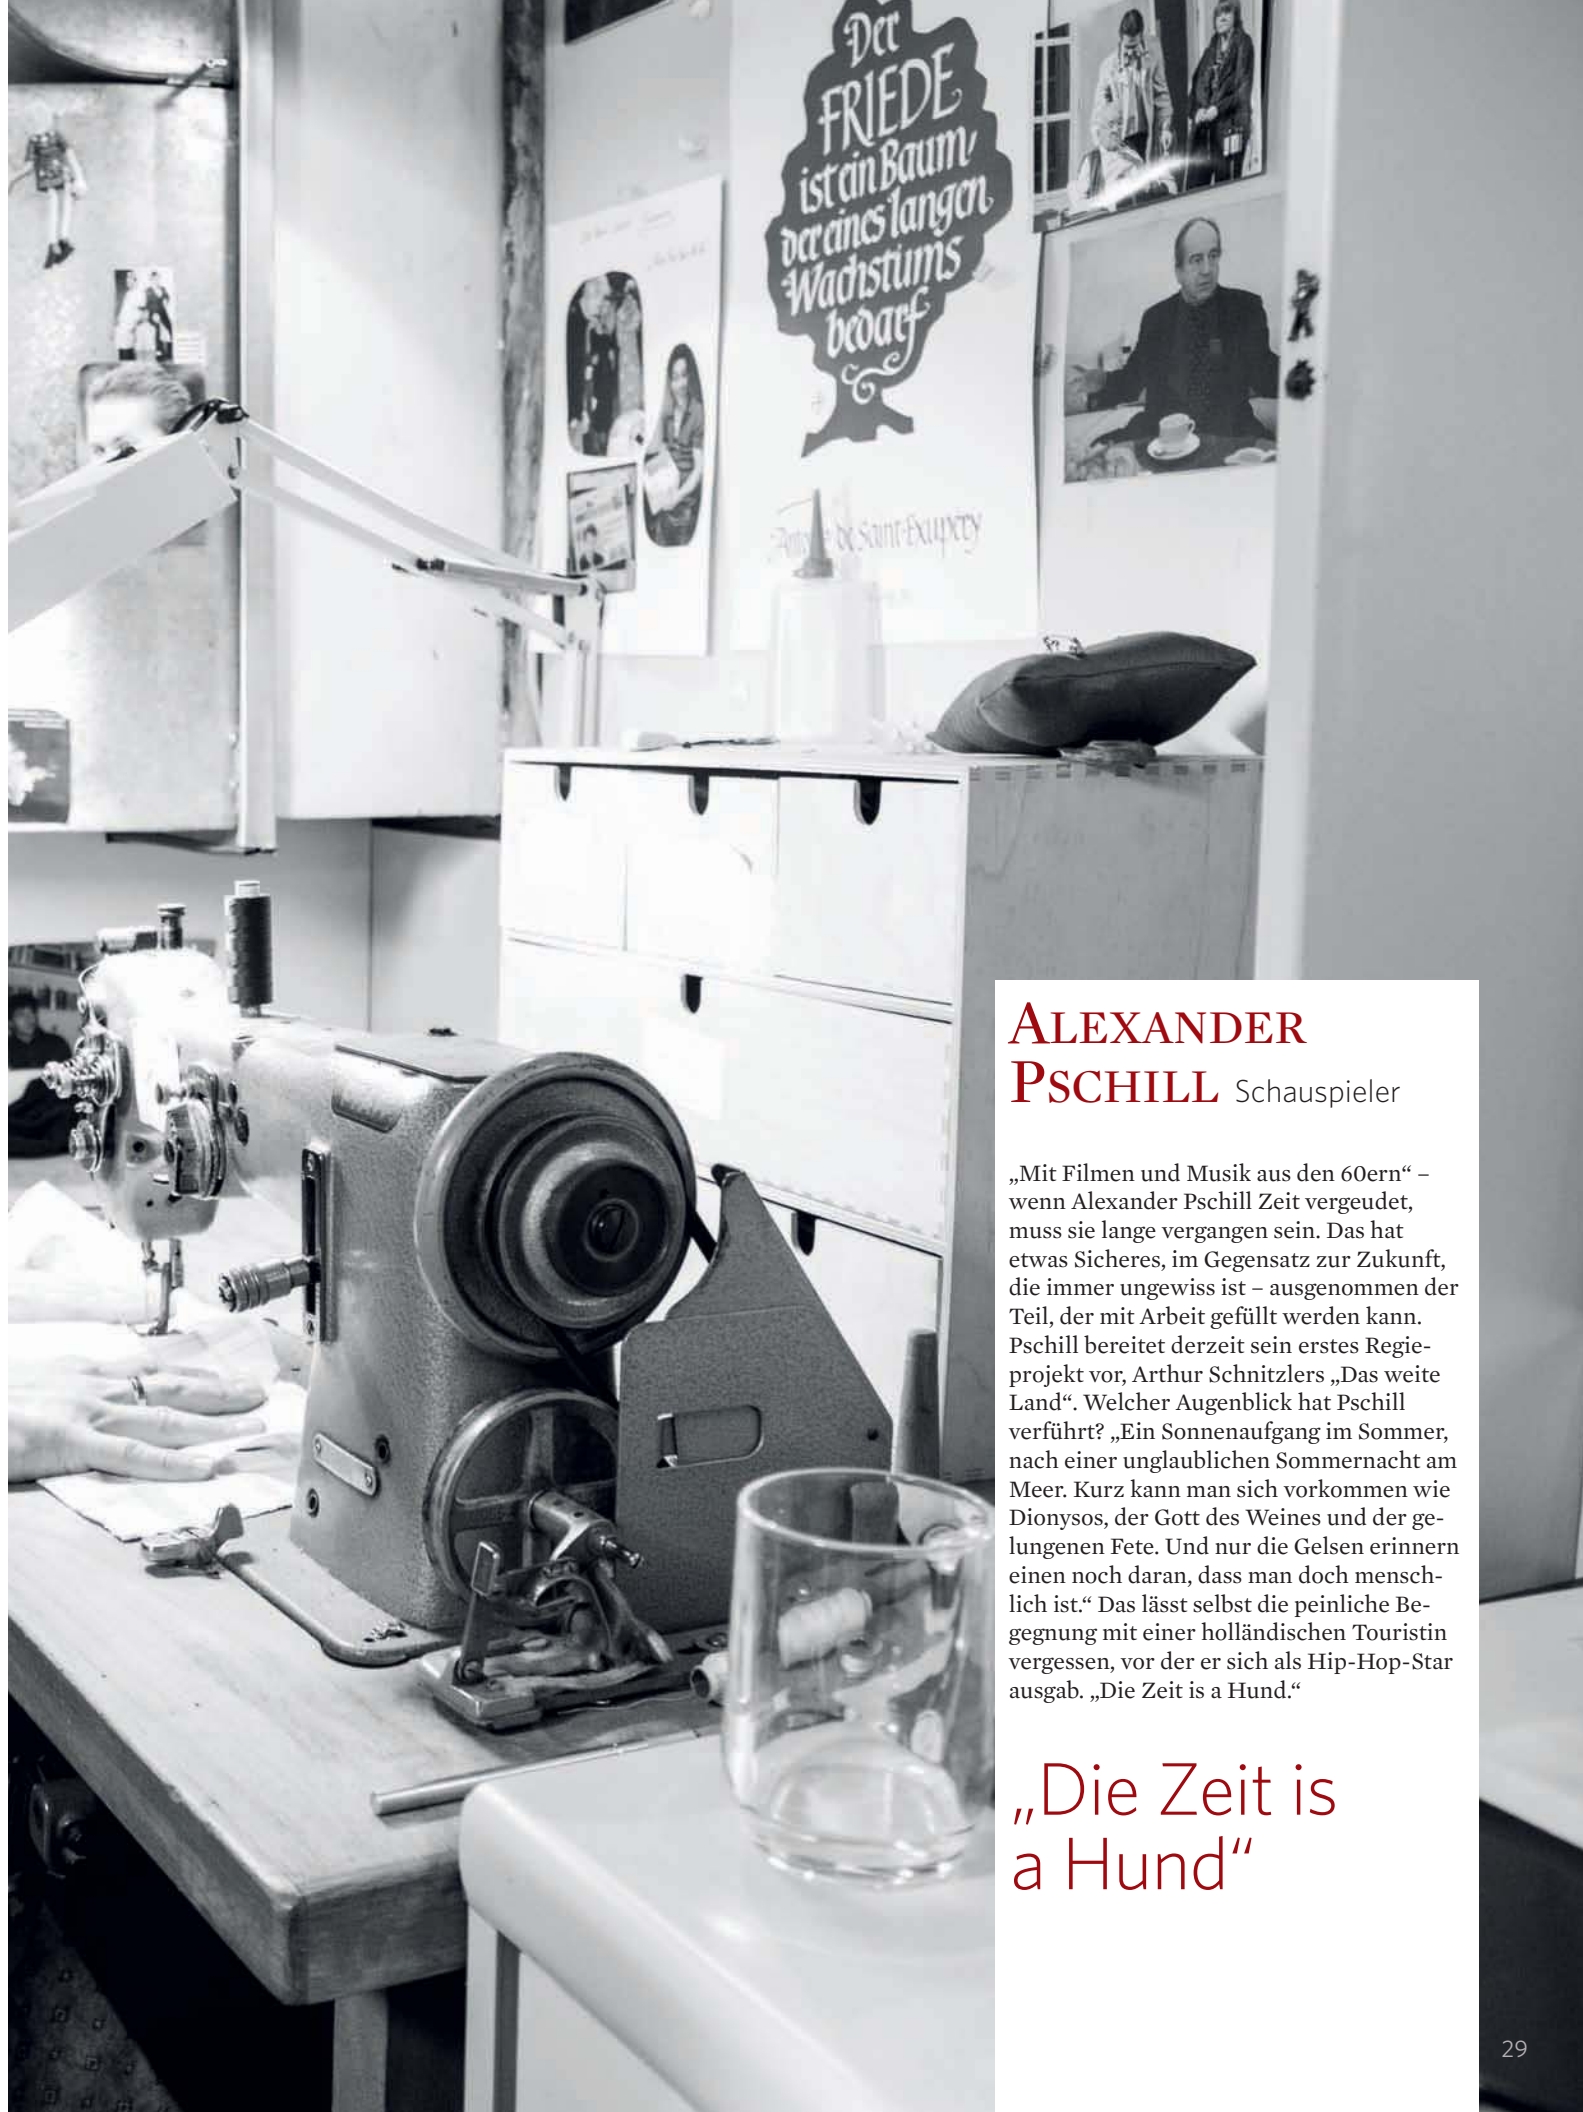 Der
FRIEDE
ist ein Baum,
der eines langen
Wachstums
bedarf
de Saint-Exupéry
ALEXANDER
PSCHILL Schauspieler
„Mit Filmen und Musik aus den 60ern“ –
wenn Alexander Pschill Zeit vergeudet,
muss sie lange vergangen sein. Das hat
etwas Sicheres, im Gegensatz zur Zukunft,
die immer ungewiss ist – ausgenommen der
Teil, der mit Arbeit gefüllt werden kann.
Pschill bereitet derzeit sein erstes Regie-
projekt vor, Arthur Schnitzlers „Das weite
Land“. Welcher Augenblick hat Pschill
verführt? „Ein Sonnenaufgang im Sommer,
nach einer unglaublichen Sommernacht am
Meer. Kurz kann man sich vorkommen wie
Dionysos, der Gott des Weines und der ge-
lungenen Fete. Und nur die Gelsen erinnern
einen noch daran, dass man doch mensch-
lich ist.“ Das lässt selbst die peinliche Be-
gegnung mit einer holländischen Touristin
vergessen, vor der er sich als Hip-Hop-Star
ausgab. „Die Zeit is a Hund.“
„Die Zeit is
a Hund“
29